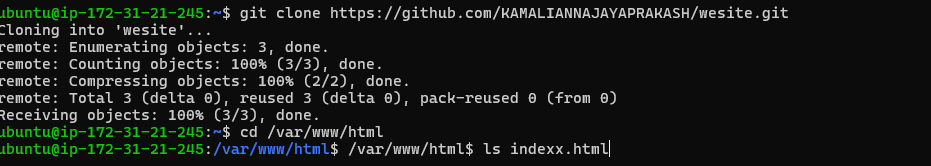 ubuntu@ip-172-31-21-245:~$ git clone https://github.com/KAMALIANNAJAYAPRAKASH/wesite.git
Cloning into 'wesite'...
remote: Enumerating objects: 3, done.
remote: Counting objects: 100% (3/3), done.
remote: Compressing objects: 100% (2/2), done.
remote: Total 3 (delta 0), reused 3 (delta 0), pack-reused 0 (from 0)
Receiving objects: 100% (3/3), done.
ubuntu@ip-172-31-21-245:~$ cd /var/www/html
ubuntu@ip-172-31-21-245:/var/www/html$ /var/www/html$ ls indexx.html